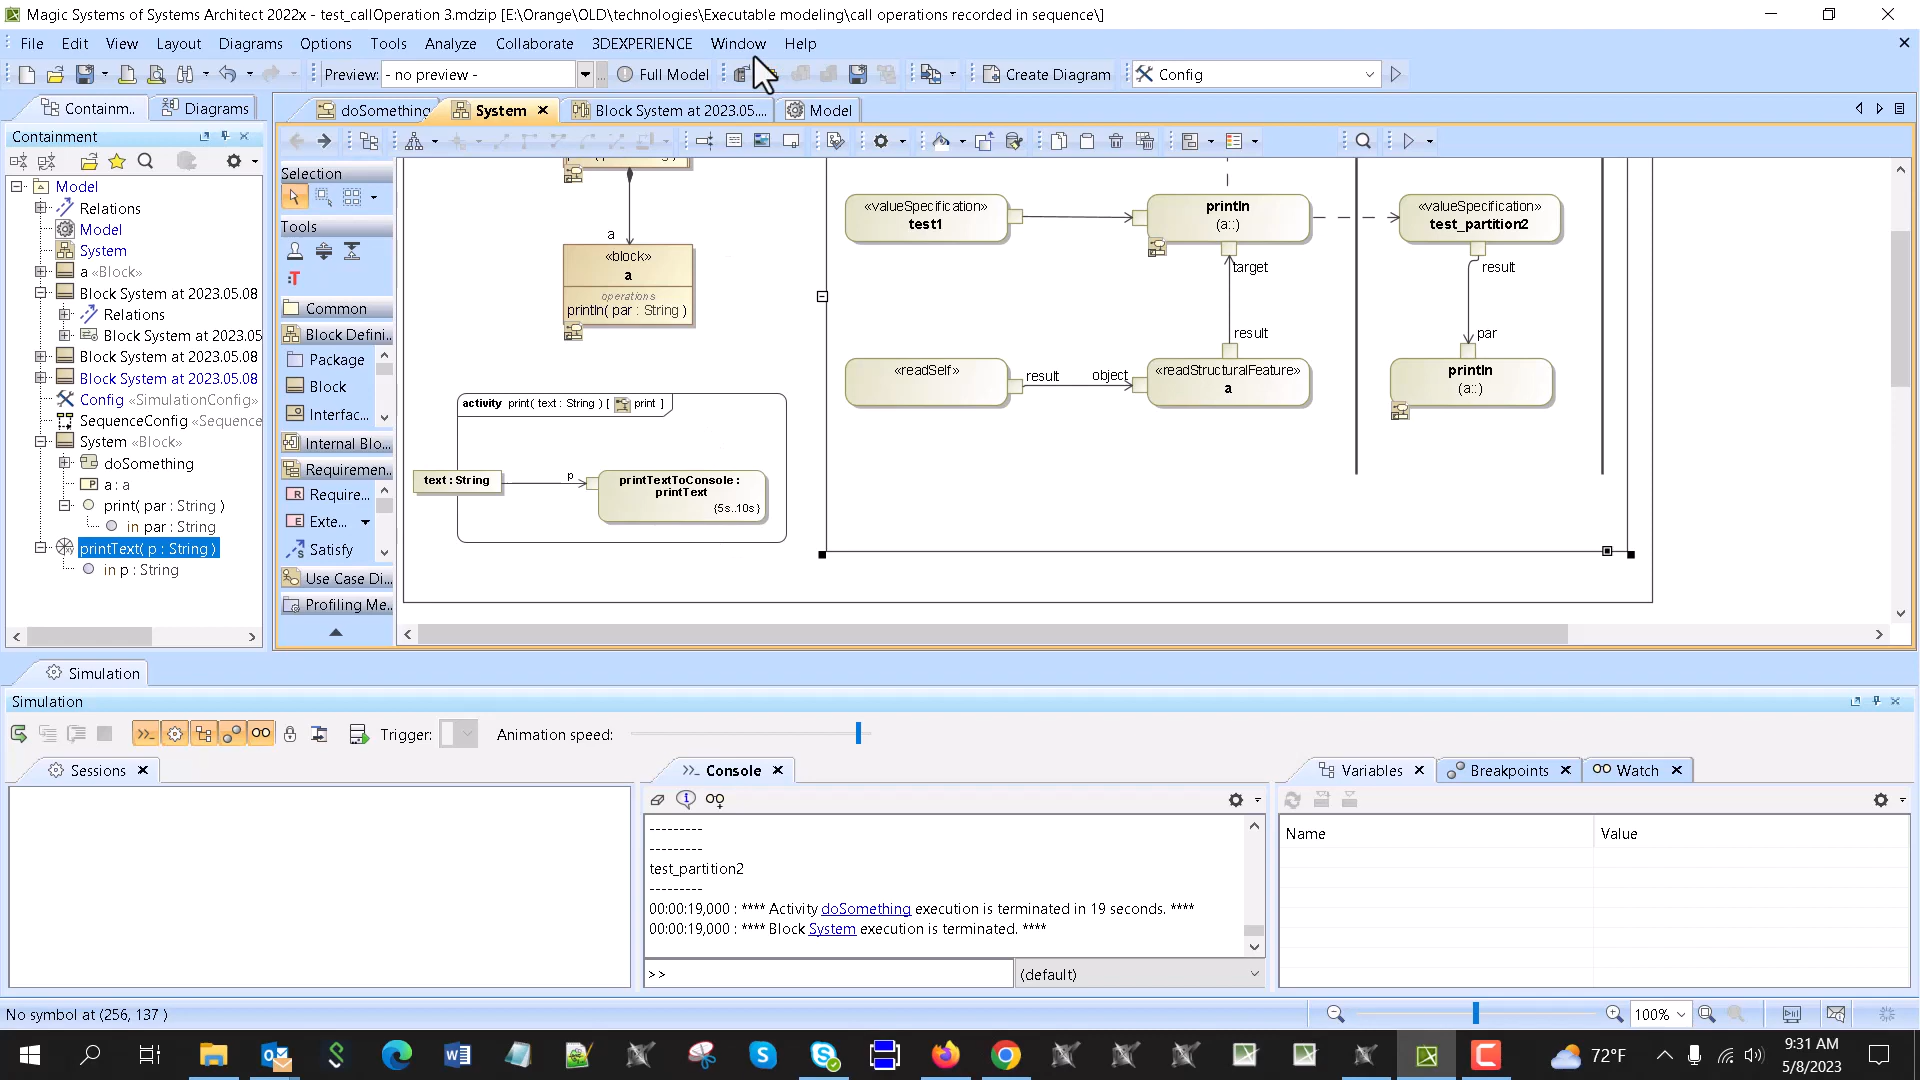 Magic Systems of Systems Architect 2022x - test_callOperation 3.mdzip [E:\Orange\OLD\technologies\Executable modeling\call operations recorded in sequence\]
File Edit View Layout Diagrams Options Tools Analyze Collaborate 3DEXPERIENCE Window Help
Preview: - no preview - ... Full Model Create Diagram Config
Containm.. Diagrams
doSomething System Block System at 2023.05.... Model
Containment
Model
Relations
Model
System
a «Block»
Block System at 2023.05.08
Relations
Block System at 2023.05
Block System at 2023.05.08
Block System at 2023.05.08
Config «SimulationConfig»
SequenceConfig «Sequence
System «Block»
doSomething
a : a
print( par : String )
in par : String
printText( p : String )
in p : String
Selection
Tools
Common
Block Defini..
Package
Block
Interfac...
Internal Blo...
Requiremen..
Require...
Exte...
Satisfy
Use Case Di...
Profiling Me..
a
«block»
a
operations
println( par : String )
activity print( text : String ) [ print ]
text : String
p
printTextToConsole :
printText
{5s..10s}
«valueSpecification»
test1
println
(a::)
«valueSpecification»
test_partition2
target
result
result
par
«readSelf»
result
object
«readStructuralFeature»
a
println
(a::)
Simulation
Simulation
Trigger: Animation speed:
Sessions
Console
Variables Breakpoints Watch
---------
---------
test_partition2
---------
00:00:19,000 : **** Activity doSomething execution is terminated in 19 seconds. ****
00:00:19,000 : **** Block System execution is terminated. ****
>>
(default)
Name Value
No symbol at (256, 137 )
100%
72°F
9:31 AM
5/8/2023